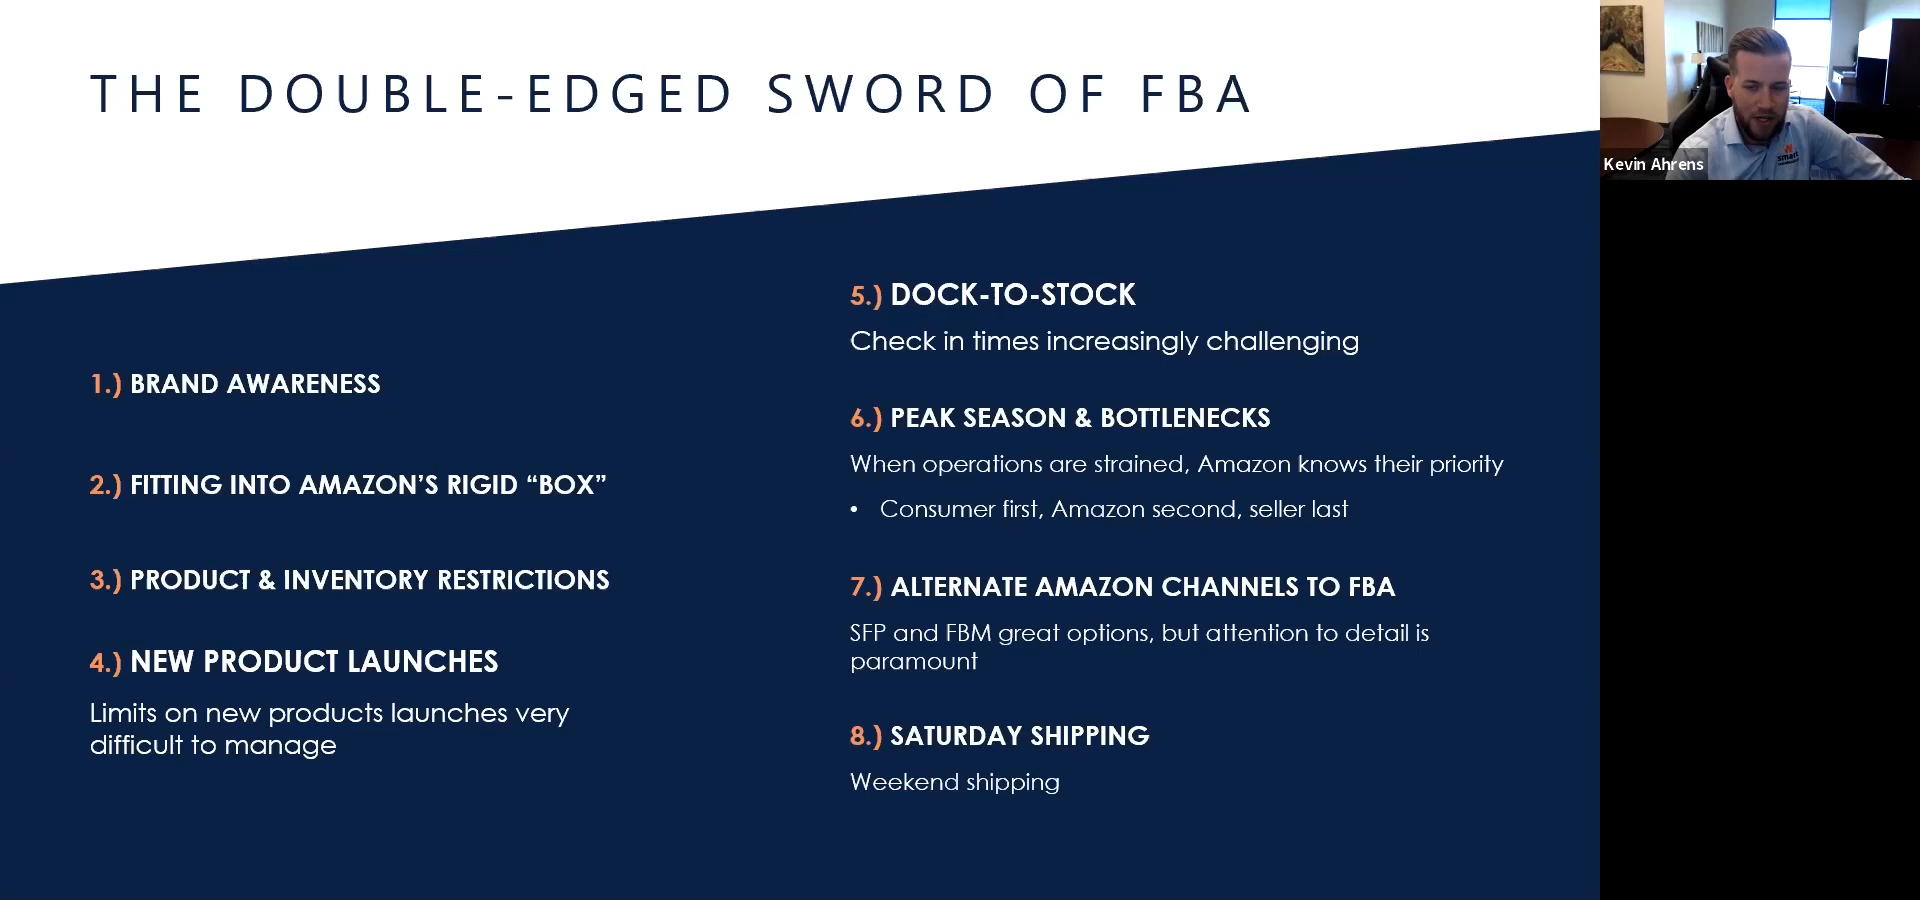 THE DOUBLE-EDGED SWORD OF FBA
1.) BRAND AWARENESS
2.) FITTING INTO AMAZON’S RIGID “BOX”
3.) PRODUCT & INVENTORY RESTRICTIONS
4.) NEW PRODUCT LAUNCHES
Limits on new products launches very
difficult to manage
5.) DOCK-TO-STOCK
Check in times increasingly challenging
6.) PEAK SEASON & BOTTLENECKS
When operations are strained, Amazon knows their priority
• Consumer first, Amazon second, seller last
7.) ALTERNATE AMAZON CHANNELS TO FBA
SFP and FBM great options, but attention to detail is
paramount
8.) SATURDAY SHIPPING
Weekend shipping
smart
Kevin Ahrens